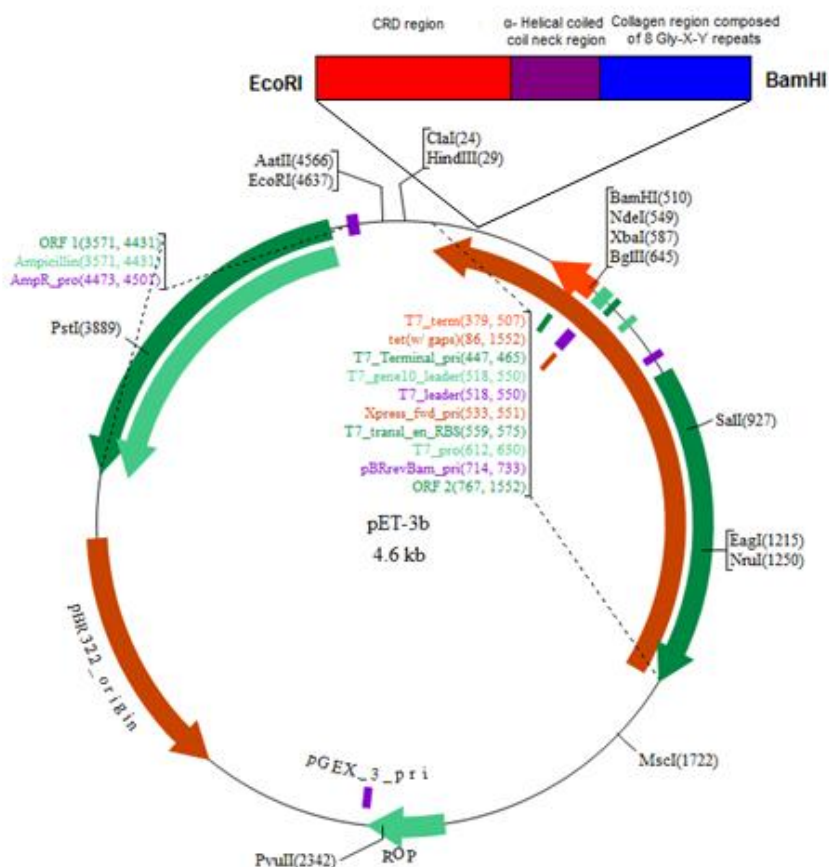 CRD region
α- Helical coiled
coil neck region
Collagen region composed
of 8 Gly-X-Y repeats
EcoRI
BamHI
ClaI(24)
HindIII(29)
AatII(4566)
EcoRI(4637)
BamHI(510)
NdeI(549)
XbaI(587)
BglII(645)
ORF 1(3571, 4431)
Ampicillin(3571, 4431)
AmpR_pro(4473, 4501)
PstI(3889)
T7_term(379, 507)
tet(w/ gaps)(86, 1552)
T7_Terminal_pri(447, 465)
T7_gene10_leader(518, 550)
T7_leader(518, 550)
Xpress_fwd_pri(533, 551)
T7_transl_en_RBS(559, 575)
T7_pro(612, 650)
pBRrevBam_pri(714, 733)
ORF 2(767, 1552)
SalI(927)
pET-3b
4.6 kb
EagI(1215)
NruI(1250)
pBR322_origin
MscI(1722)
pGEX_3_pri
PvuII(2342)
ROP